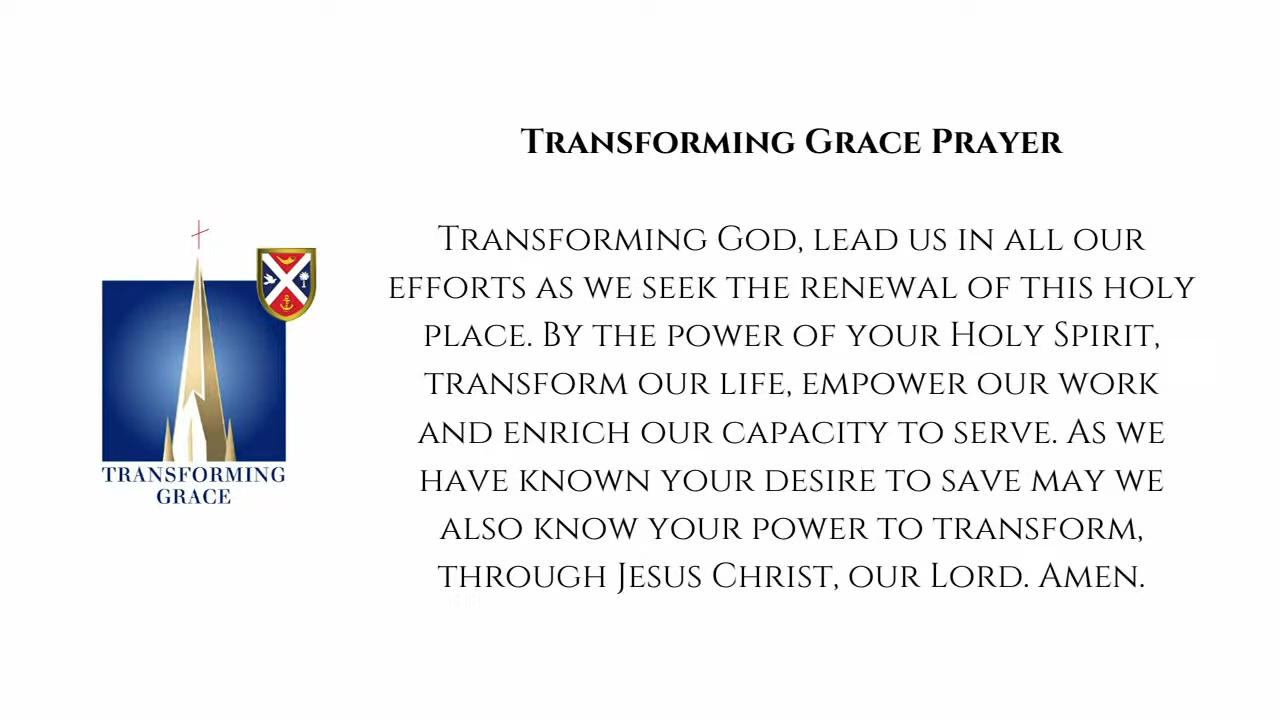 Transforming Grace Prayer
Transforming God, lead us in all our
efforts as we seek the renewal of this holy
place. By the power of your Holy Spirit,
transform our life, empower our work
and enrich our capacity to serve. As we
have known your desire to save may we
also know your power to transform,
through Jesus Christ, our Lord. Amen.
TRANSFORMING
GRACE